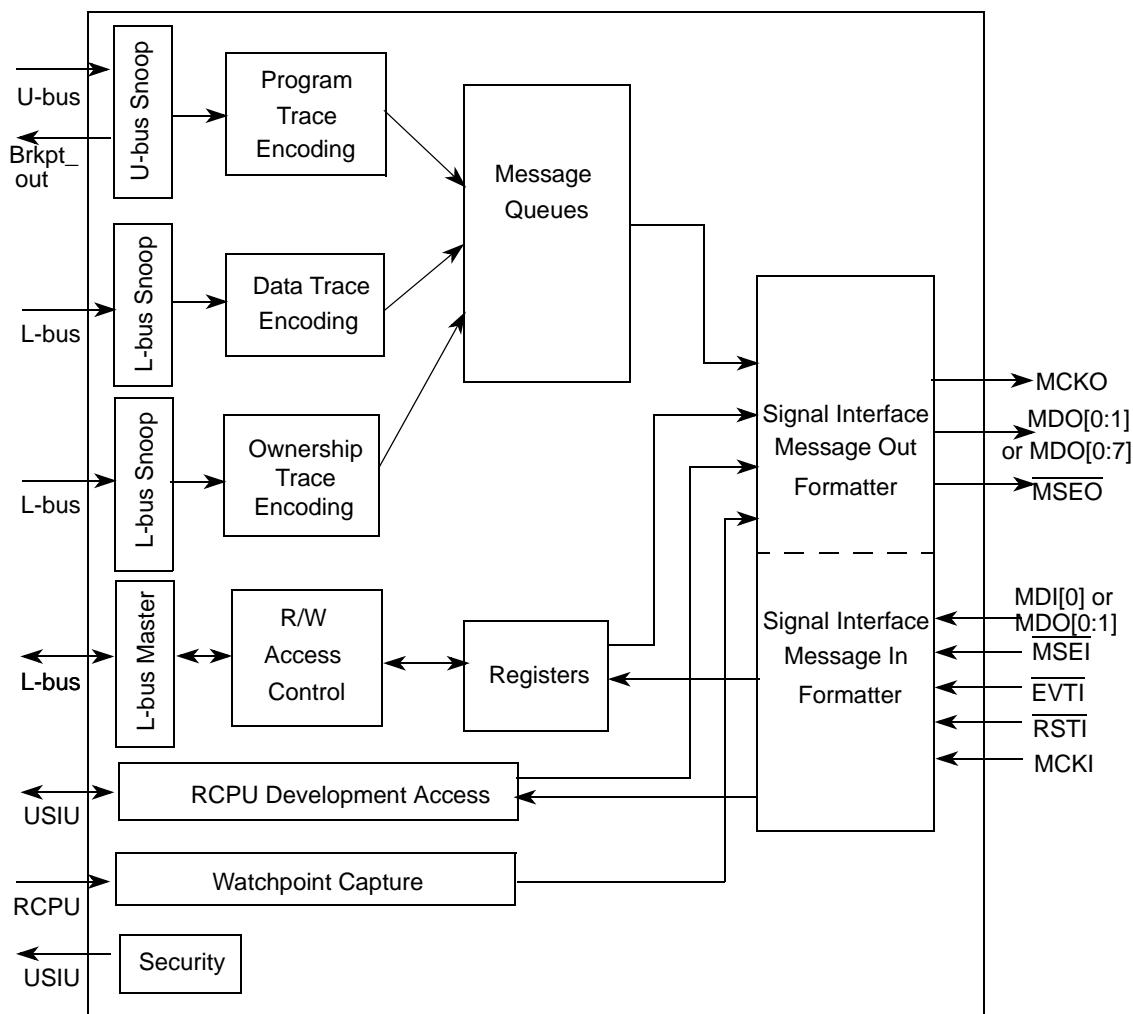 U-bus
Brkpt_
out
U-bus Snoop
Program
Trace
Encoding
Message
Queues
L-bus
L-bus Snoop
Data Trace
Encoding
L-bus
L-bus Snoop
Ownership
Trace
Encoding
Signal Interface
Message Out
Formatter
MCKO
MDO[0:1]
or MDO[0:7]
MSEO
L-bus
L-bus Master
R/W
Access
Control
Registers
Signal Interface
Message In
Formatter
MDI[0] or
MDO[0:1]
MSEI
EVTI
RSTI
MCKI
USIU
RCPU Development Access
RCPU
Watchpoint Capture
USIU
Security